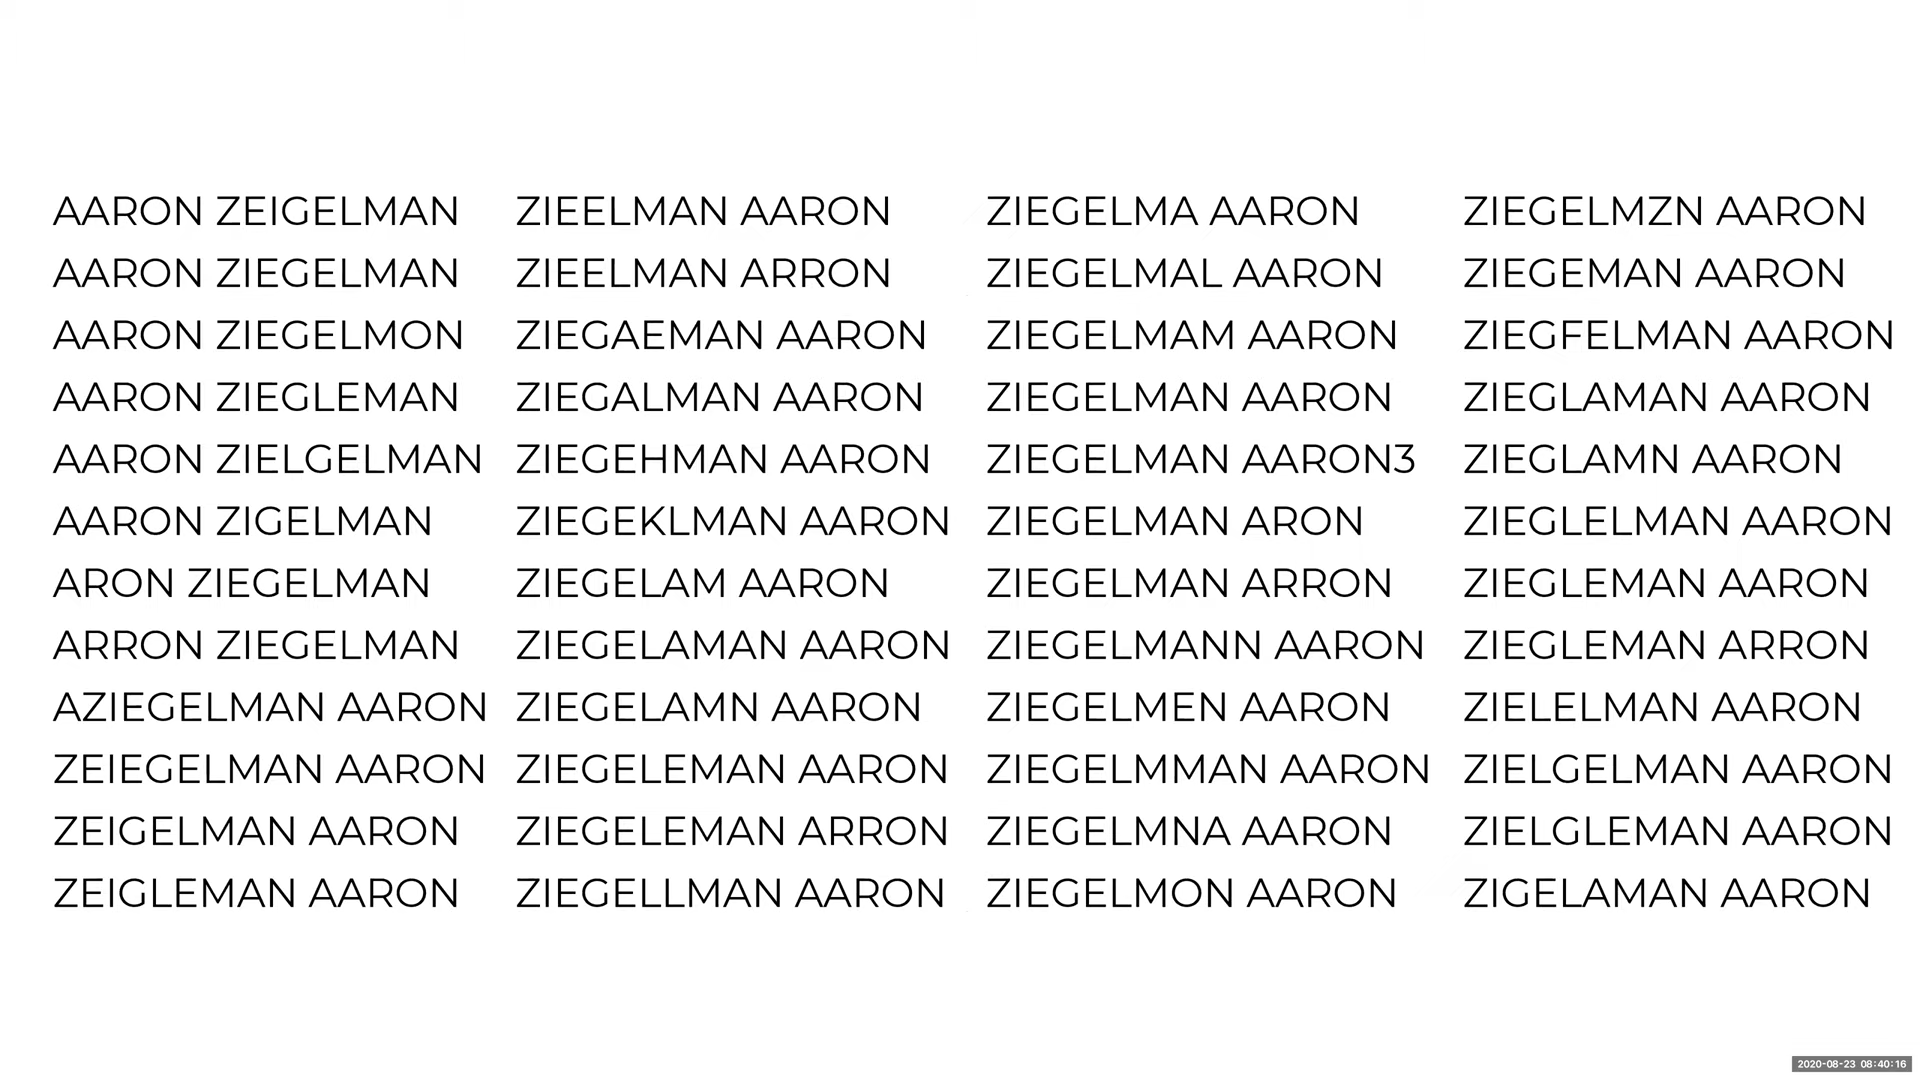 AARON ZEIGELMAN
AARON ZIEGELMAN
AARON ZIEGELMON
AARON ZIEGLEMAN
AARON ZIELGELMAN
AARON ZIGELMAN
ARON ZIEGELMAN
ARRON ZIEGELMAN
AZIEGELMAN AARON
ZEIEGELMAN AARON
ZEIGELMAN AARON
ZEIGLEMAN AARON
ZIEELMAN AARON
ZIEELMAN ARRON
ZIEGAEMAN AARON
ZIEGALMAN AARON
ZIEGEHMAN AARON
ZIEGEKLMAN AARON
ZIEGELAM AARON
ZIEGELAMAN AARON
ZIEGELAMN AARON
ZIEGELEMAN AARON
ZIEGELEMAN ARRON
ZIEGELLMAN AARON
ZIEGELMA AARON
ZIEGELMAL AARON
ZIEGELMAM AARON
ZIEGELMAN AARON
ZIEGELMAN AARON3
ZIEGELMAN ARON
ZIEGELMAN ARRON
ZIEGELMANN AARON
ZIEGELMEN AARON
ZIEGELMMAN AARON
ZIEGELMNA AARON
ZIEGELMON AARON
ZIEGELMZN AARON
ZIEGEMAN AARON
ZIEGFELMAN AARON
ZIEGLAMAN AARON
ZIEGLAMN AARON
ZIEGLELMAN AARON
ZIEGLEMAN AARON
ZIEGLEMAN ARRON
ZIELELMAN AARON
ZIELGELMAN AARON
ZIELGLEMAN AARON
ZIGELAMAN AARON
2020-08-23 08:40:16